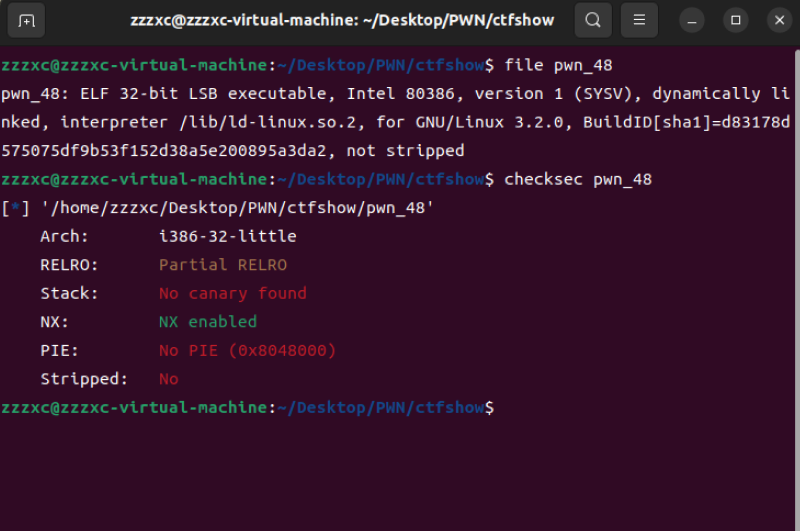 zzzxc@zzzxc-virtual-machine: ~/Desktop/PWN/ctfshow
zzzxc@zzzxc-virtual-machine:~/Desktop/PWN/ctfshow$ file pwn_48
pwn_48: ELF 32-bit LSB executable, Intel 80386, version 1 (SYSV), dynamically li
nked, interpreter /lib/ld-linux.so.2, for GNU/Linux 3.2.0, BuildID[sha1]=d83178d
575075df9b53f152d38a5e200895a3da2, not stripped
zzzxc@zzzxc-virtual-machine:~/Desktop/PWN/ctfshow$ checksec pwn_48
[*] '/home/zzzxc/Desktop/PWN/ctfshow/pwn_48'
Arch: i386-32-little
RELRO: Partial RELRO
Stack: No canary found
NX: NX enabled
PIE: No PIE (0x8048000)
Stripped: No
zzzxc@zzzxc-virtual-machine:~/Desktop/PWN/ctfshow$